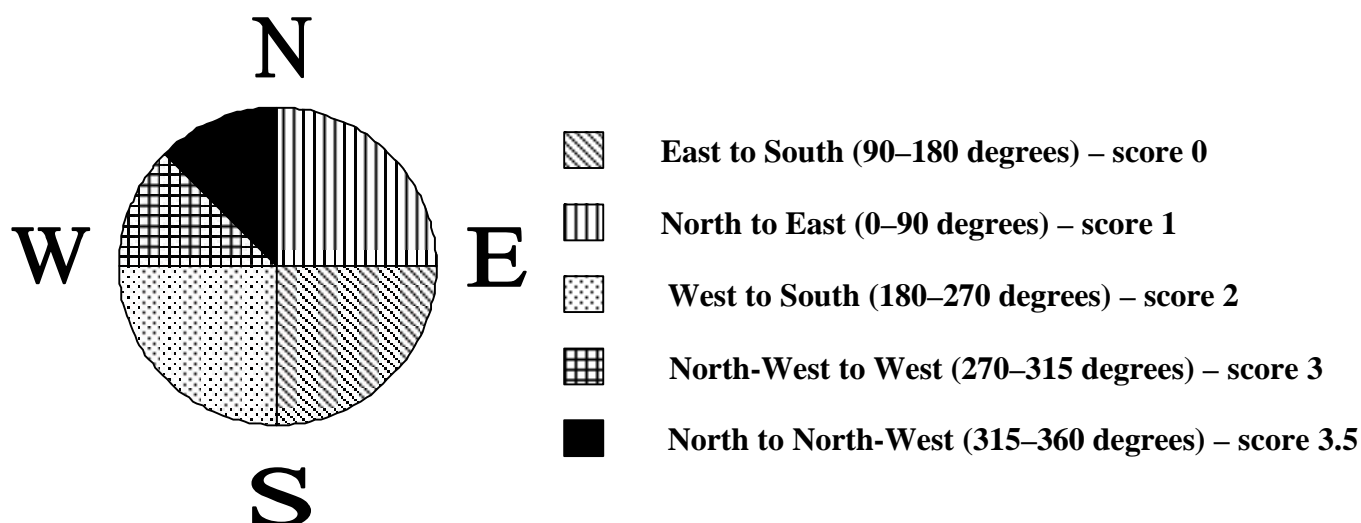 N
W
E
S
East to South (90–180 degrees) – score 0
North to East (0–90 degrees) – score 1
West to South (180–270 degrees) – score 2
North-West to West (270–315 degrees) – score 3
North to North-West (315–360 degrees) – score 3.5